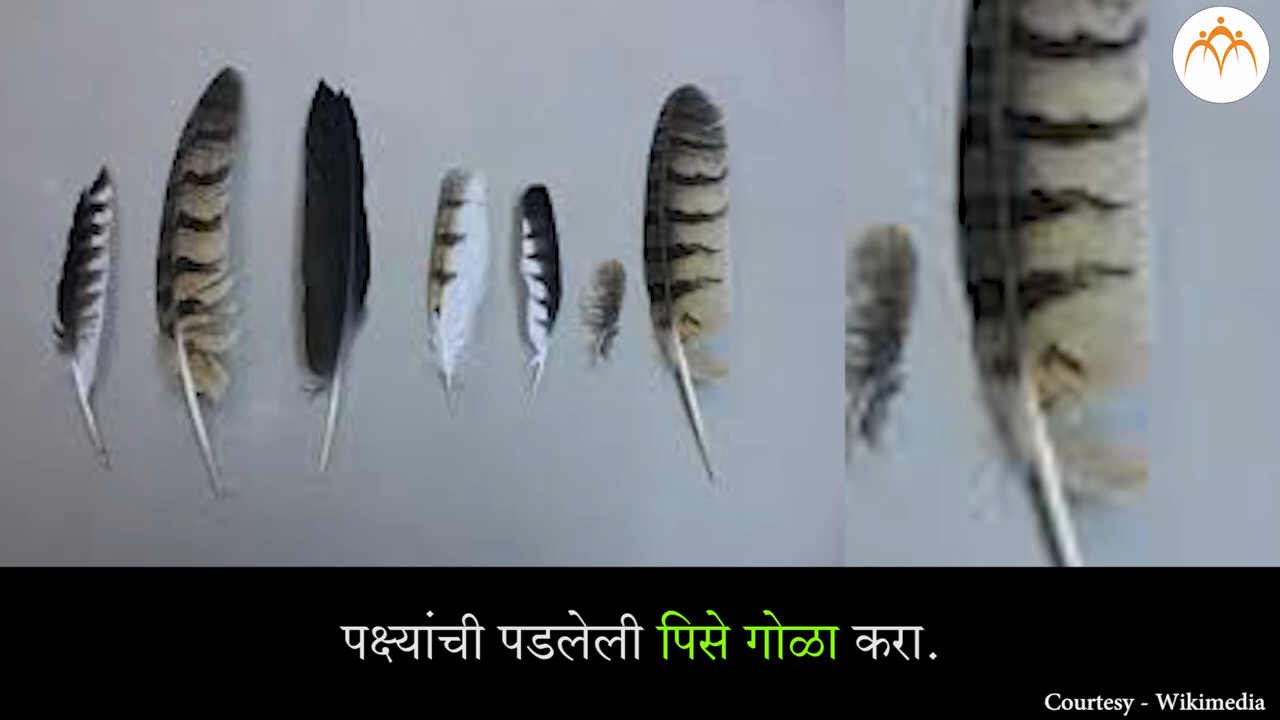 पक्ष्यांची पडलेली पिसे गोळा करा.
Courtesy - Wikimedia